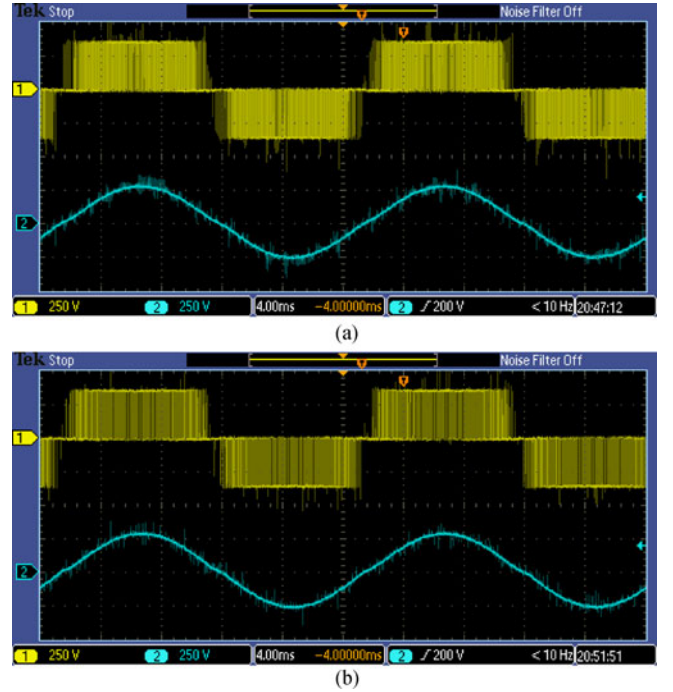 Tek Stop Noise Filter Off
T
T
1
2
1 250 V 2 250 V 4.00ms -4.00000ms 2 ∫ 200 V < 10 Hz 20:47:12
(a)
Tek Stop Noise Filter Off
T
T
1
2
1 250 V 2 250 V 4.00ms -4.00000ms 2 ∫ 200 V < 10 Hz 20:51:51
(b)